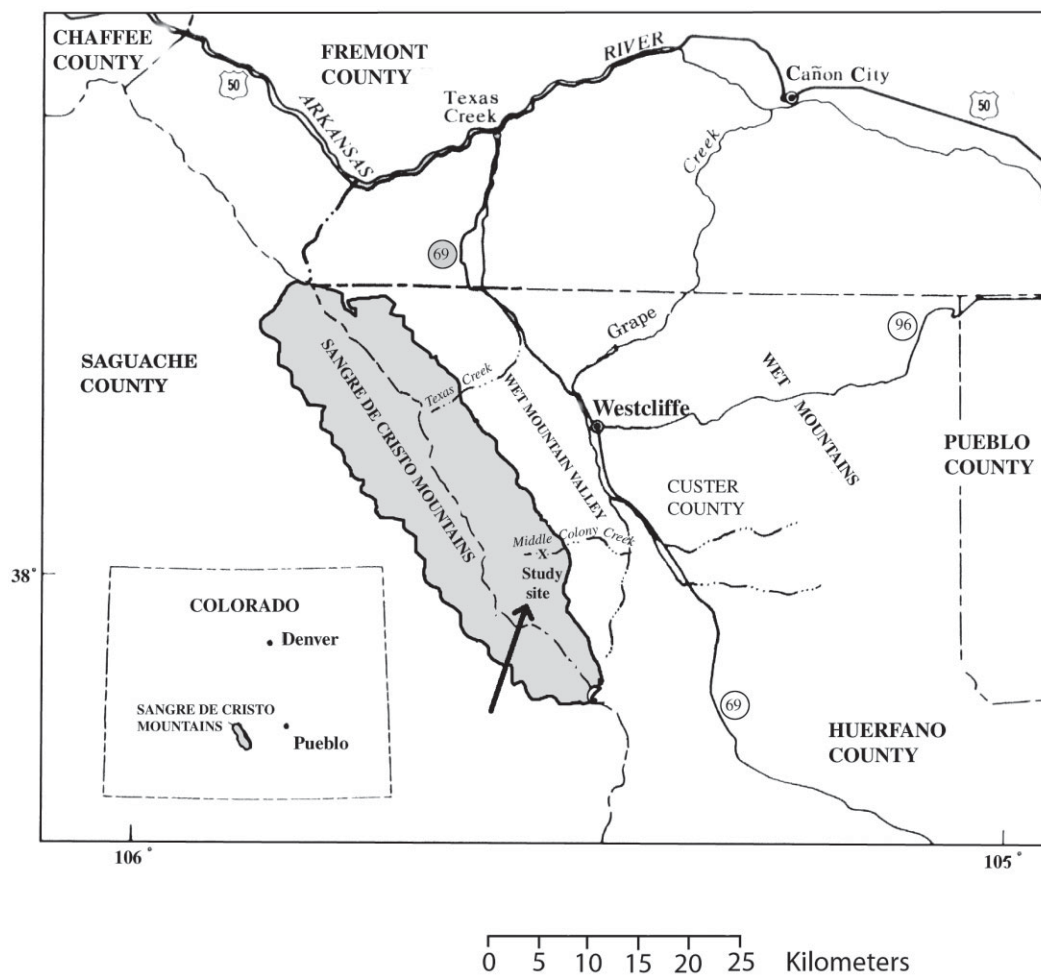 CHAFFEE
COUNTY
FREMONT
COUNTY
50
ARKANSAS
RIVER
Texas
Creek
Cañon City
50
Creek
69
Grape
96
SAGUACHE
COUNTY
SANGRE DE CRISTO MOUNTAINS
Texas Creek
WET MOUNTAIN VALLEY
Westcliffe
WET
MOUNTAINS
PUEBLO
COUNTY
CUSTER
COUNTY
Middle Colony Creek
X
Study
site
38°
COLORADO
Denver
SANGRE DE CRISTO
MOUNTAINS
Pueblo
69
HUERFANO
COUNTY
106°
105°
0 5 10 15 20 25 Kilometers